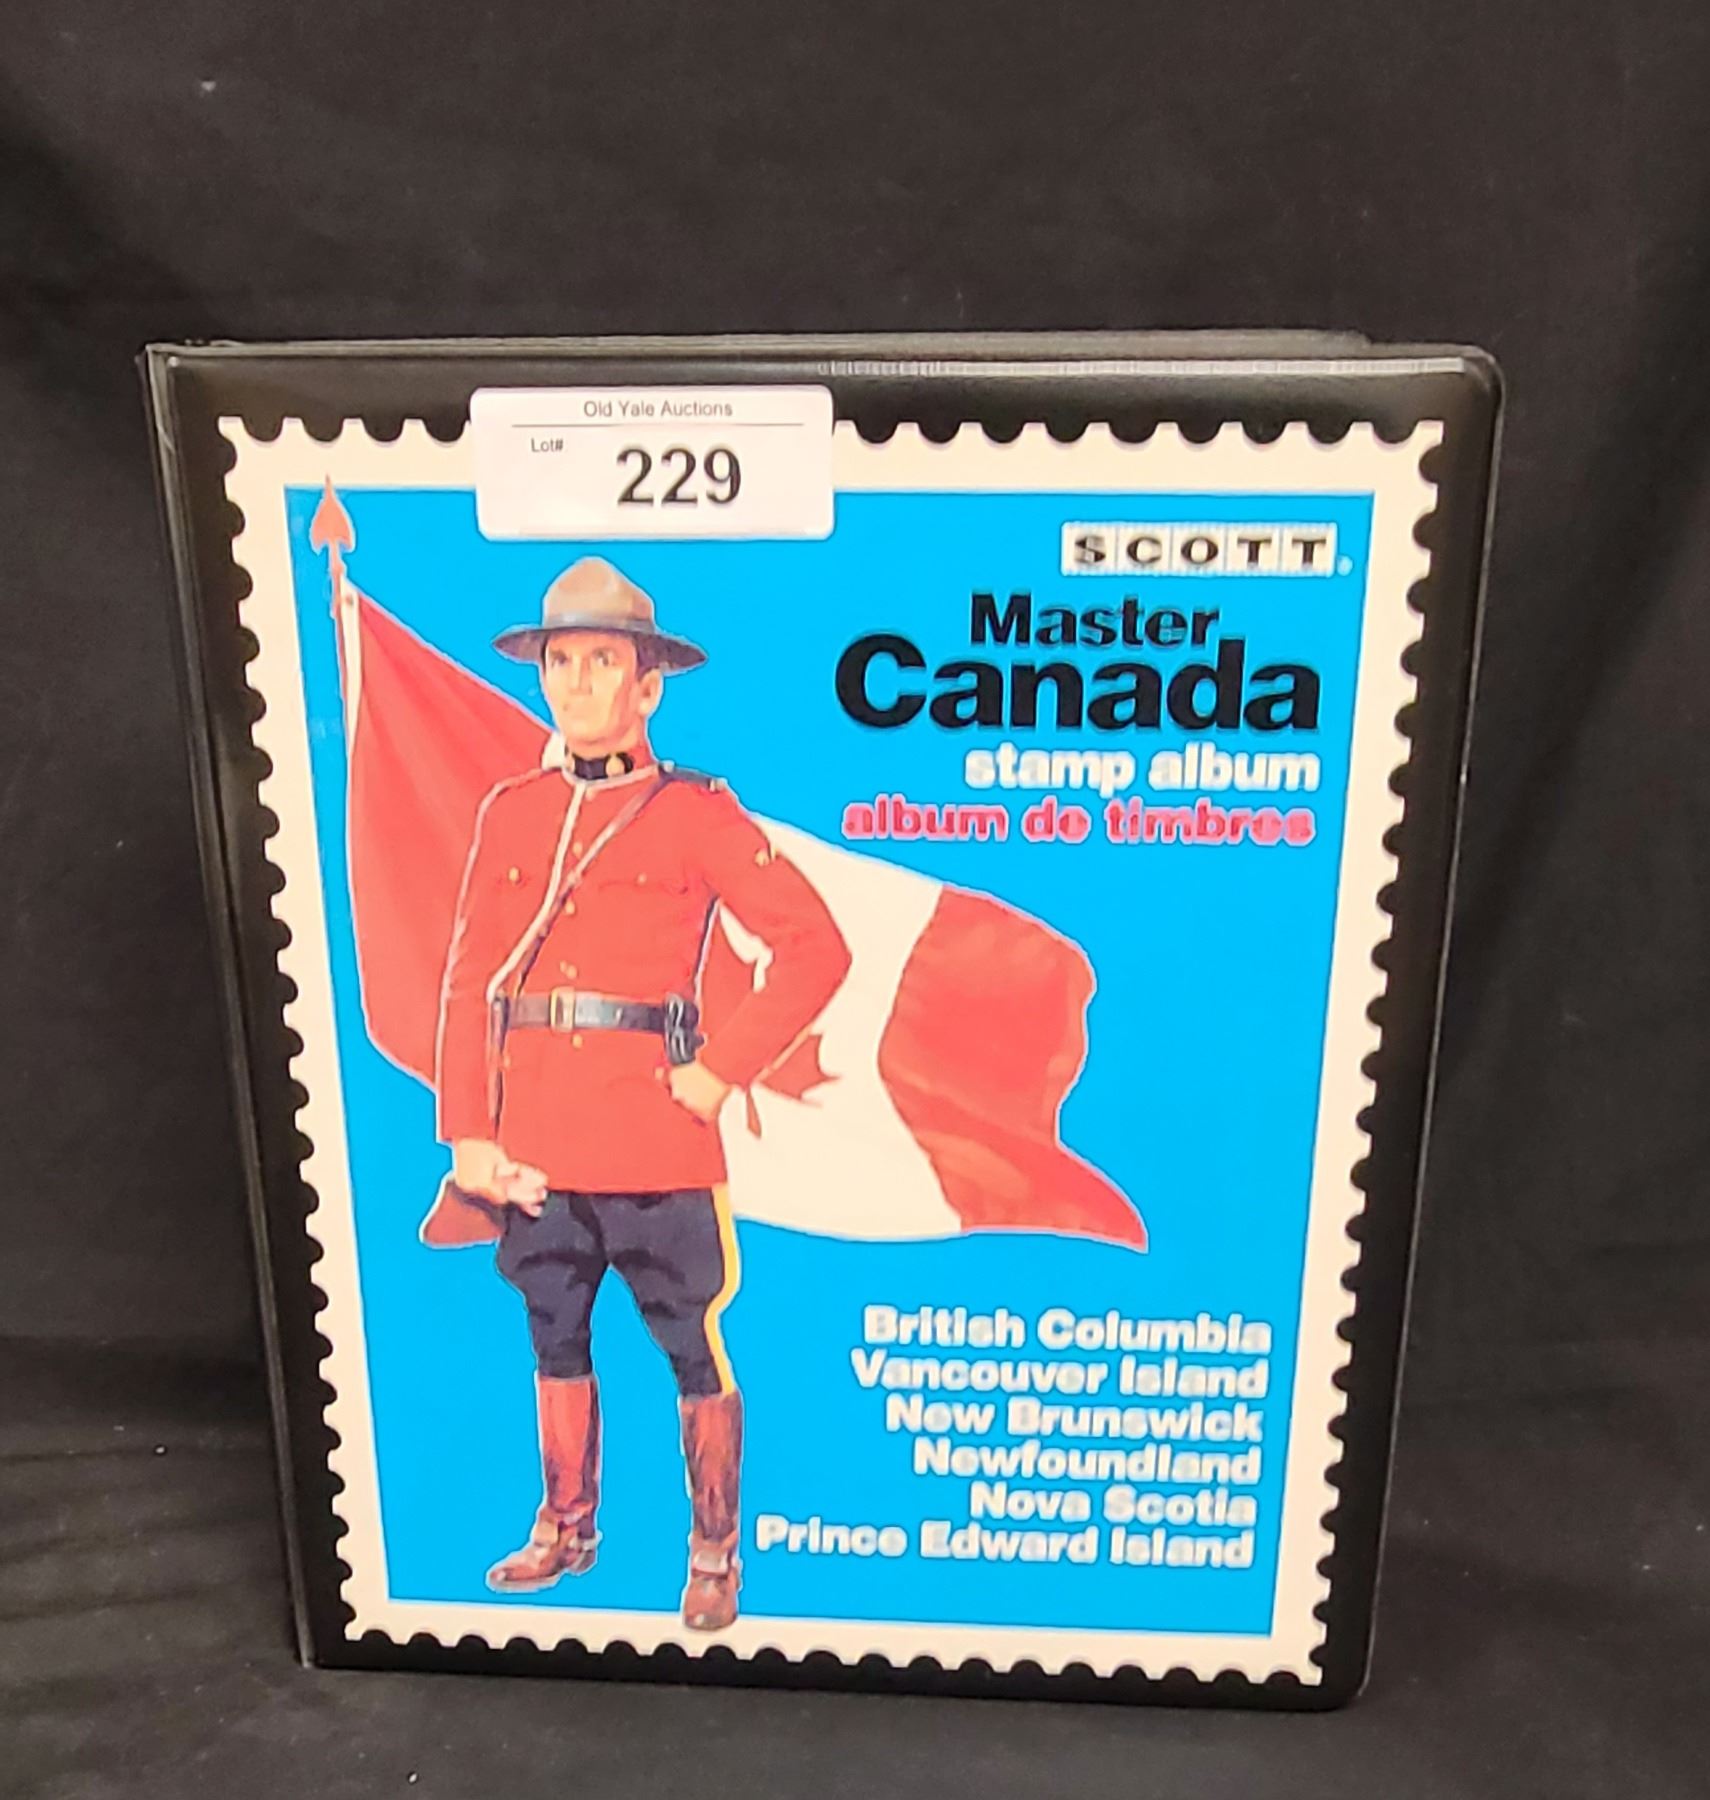 Old Yale Auctions
Lot# 229
SCOTT®
Master
Canada
stamp album
album de timbres
British Columbia
Vancouver Island
New Brunswick
Newfoundland
Nova Scotia
Prince Edward Island